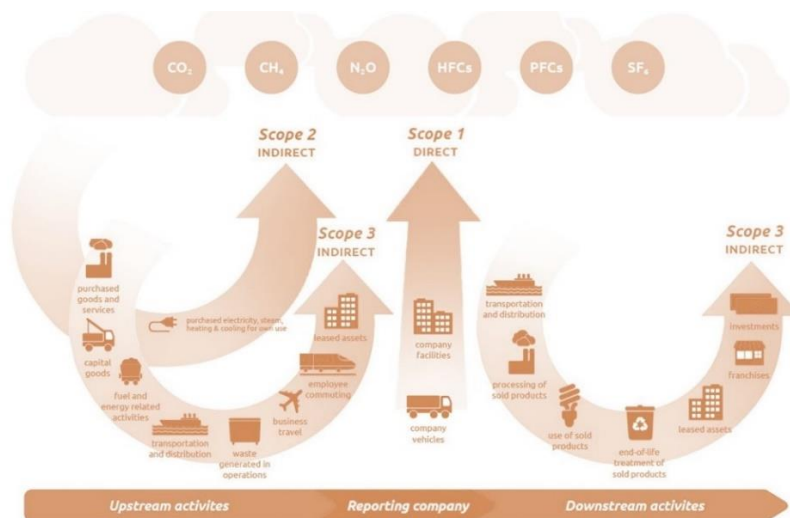 CO₂
CH₄
N₂O
HFCs
PFCs
SF₆
Scope 2
INDIRECT
Scope 1
DIRECT
Scope 3
INDIRECT
Scope 3
INDIRECT
purchased
goods and
services
capital
goods
fuel and
energy related
activities
transportation
and distribution
waste
generated in
operations
business
travel
employee
commuting
leased assets
purchased electricity, steam,
heating & cooling for own use
company
facilities
company
vehicles
transportation
and distribution
processing of
sold products
use of sold
products
end-of-life
treatment of
sold products
leased assets
franchises
investments
Upstream activites
Reporting company
Downstream activites